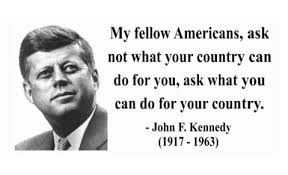 My fellow Americans, ask
not what your country can
do for you, ask what you
can do for your country.
- John F. Kennedy
(1917 - 1963)